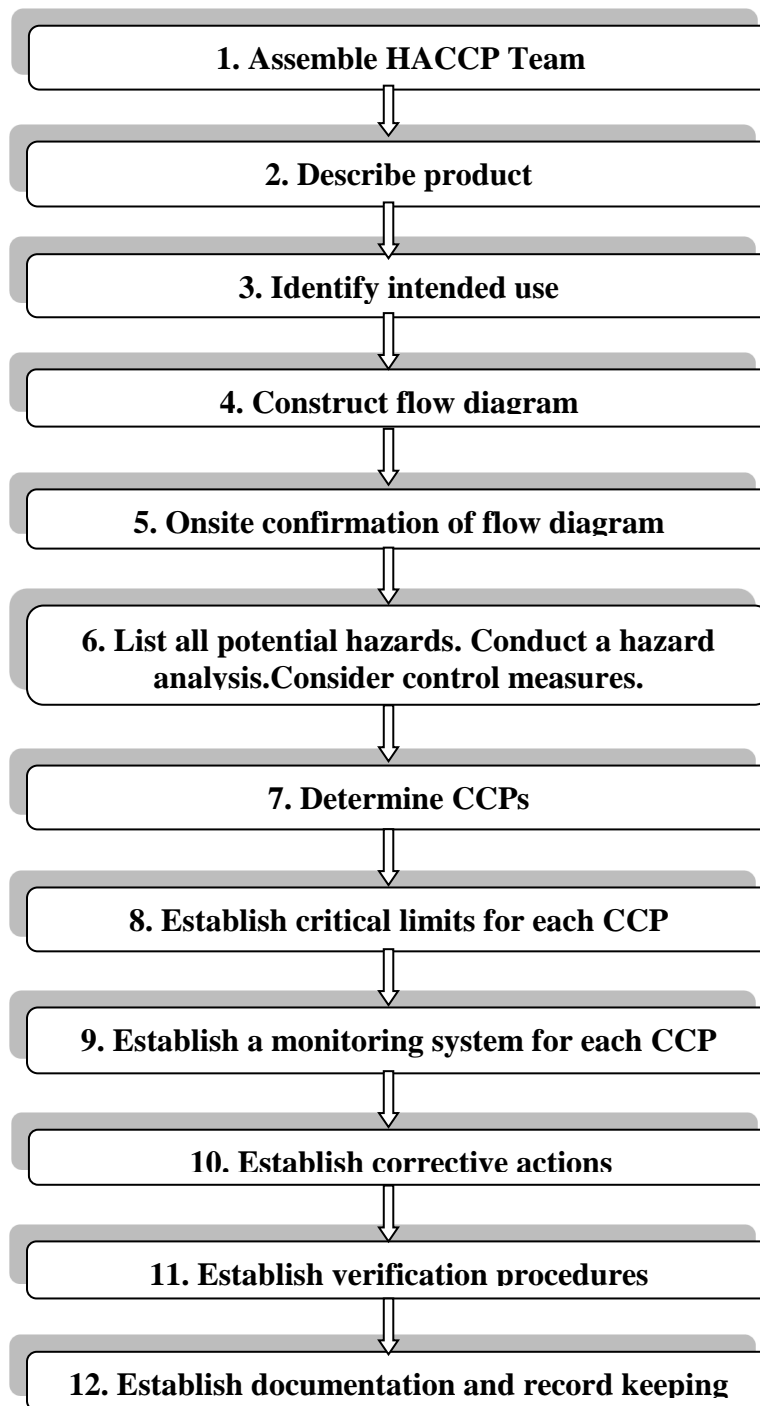 1. Assemble HACCP Team
2. Describe product
3. Identify intended use
4. Construct flow diagram
5. Onsite confirmation of flow diagram
6. List all potential hazards. Conduct a hazard
analysis.Consider control measures.
7. Determine CCPs
8. Establish critical limits for each CCP
9. Establish a monitoring system for each CCP
10. Establish corrective actions
11. Establish verification procedures
12. Establish documentation and record keeping